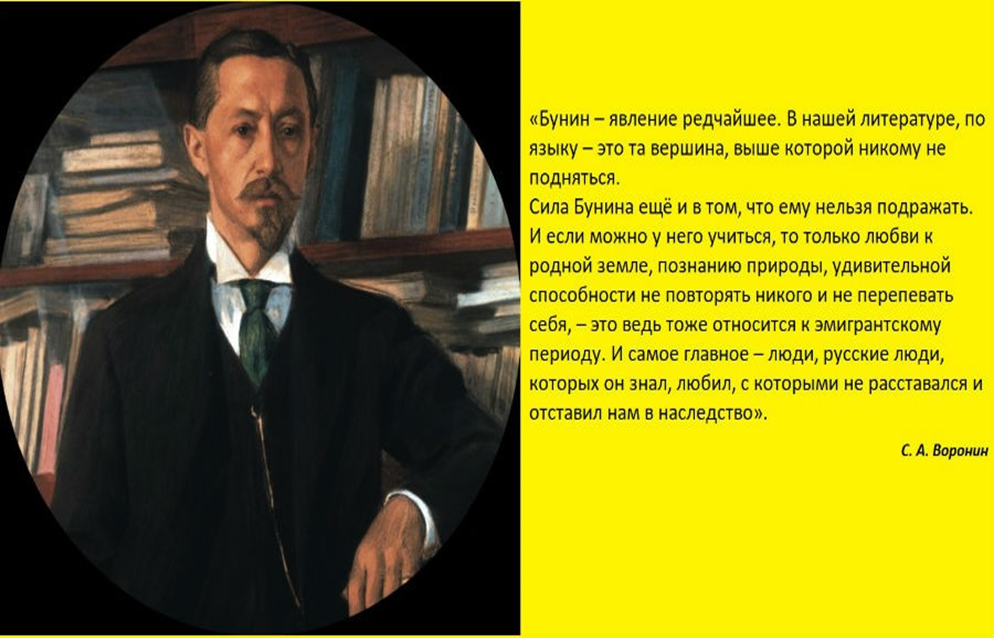 «Бунин – явление редчайшее. В нашей литературе, по
языку – это та вершина, выше которой никому не
подняться.
Сила Бунина ещё и в том, что ему нельзя подражать.
И если можно у него учиться, то только любви к
родной земле, познанию природы, удивительной
способности не повторять никого и не перепевать
себя, – это ведь тоже относится к эмигрантскому
периоду. И самое главное – люди, русские люди,
которых он знал, любил, с которыми не расставался и
отставил нам в наследство».
С. А. Воронин